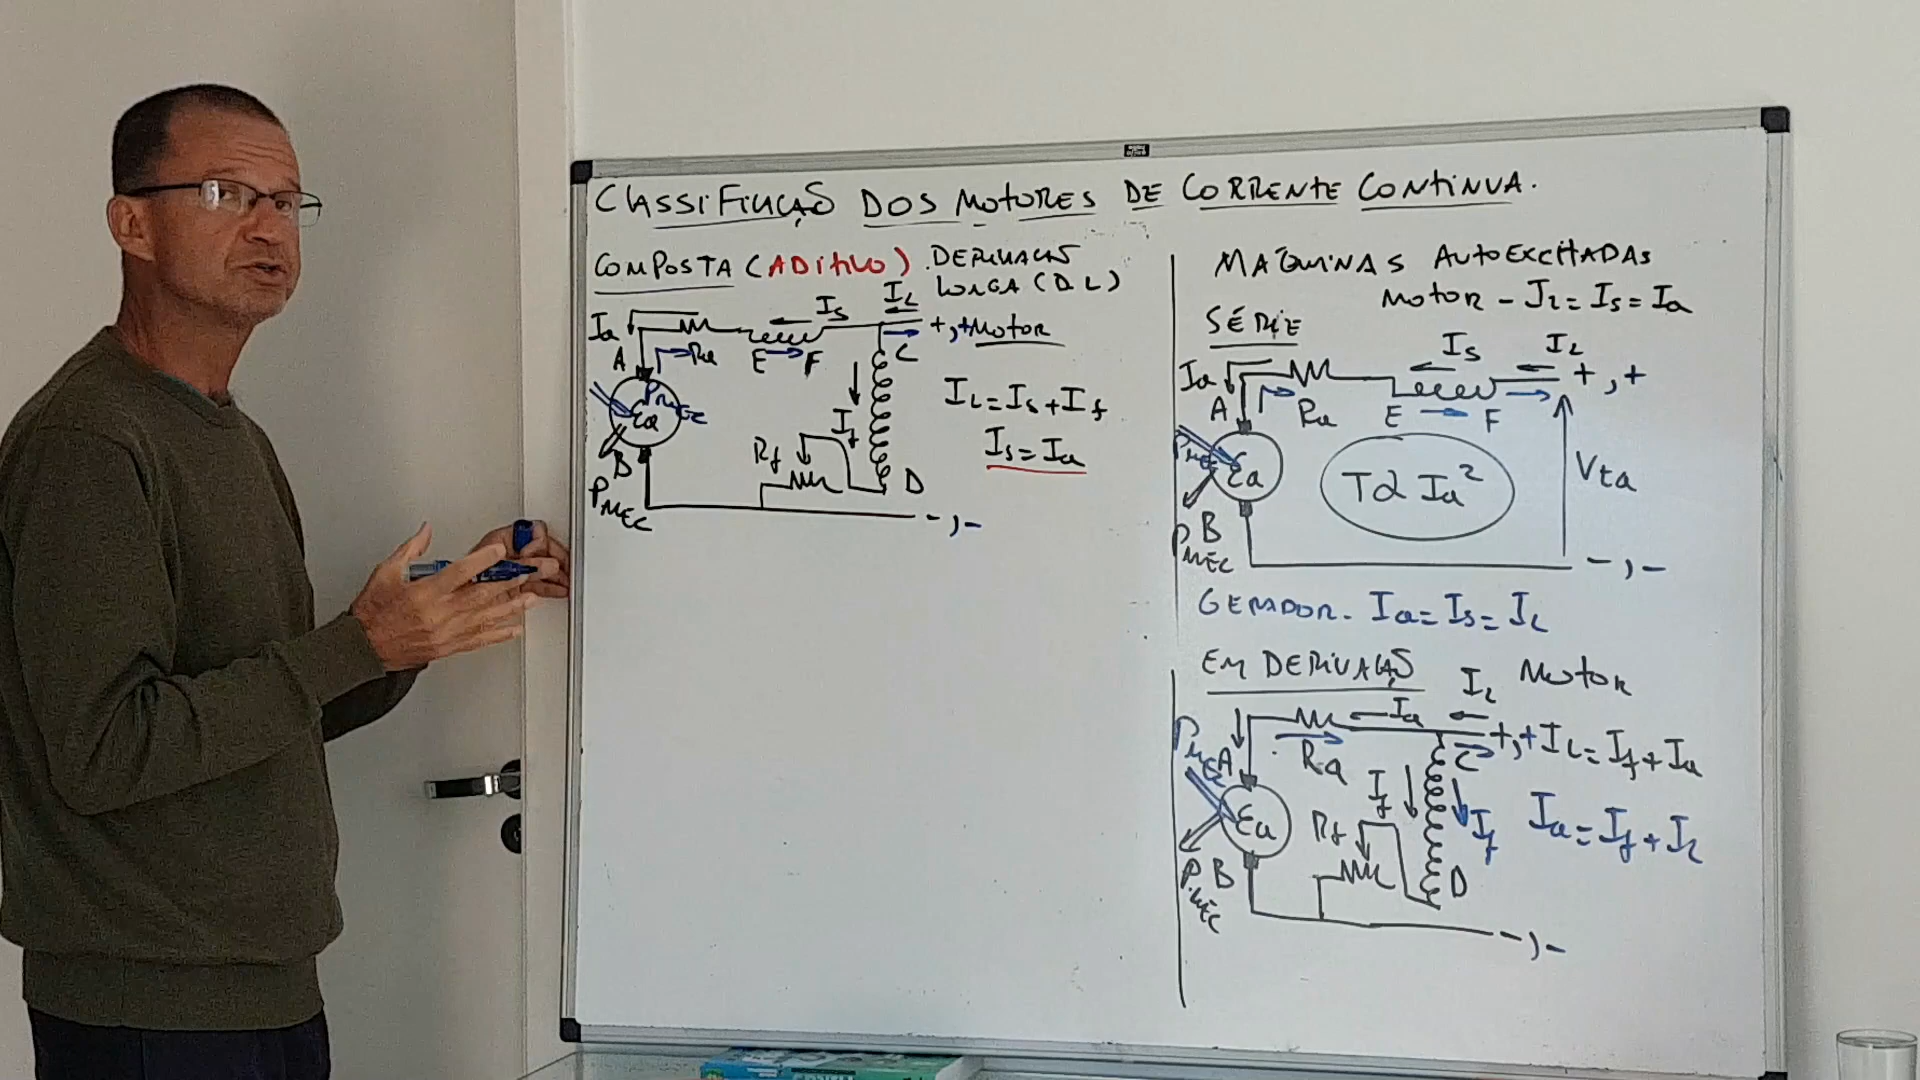 CLASSIFICAÇÃO DOS MOTORES DE CORRENTE CONTINUA.
COMPOSTA (ADITIVO). DERIVAÇÃO
LONGA (D L)
Ia
Is
IL
+,+ Motor
A
Ra
E
F
C
Ea
PMEC
B
PMEC
If
Rf
D
-,-
IL = Is + If
Is = Ia
MÁQUINAS AUTOEXCITADAS
MOTOR - IL = Is = Ia
SÉRIE
Ia
Is
IL
+,+
A
Ra
E
F
PMEC
Ea
T α Ia²
Vta
B
PMEC
-,-
GERADOR - Ia = Is = IL
EM DERIVAÇÃO
IL
Motor
Ia
+,+ IL = If + Ia
PMEC
A
Ra
C
If
If
Ia = If + IL
Ea
Rf
B
PMEC
D
-,-